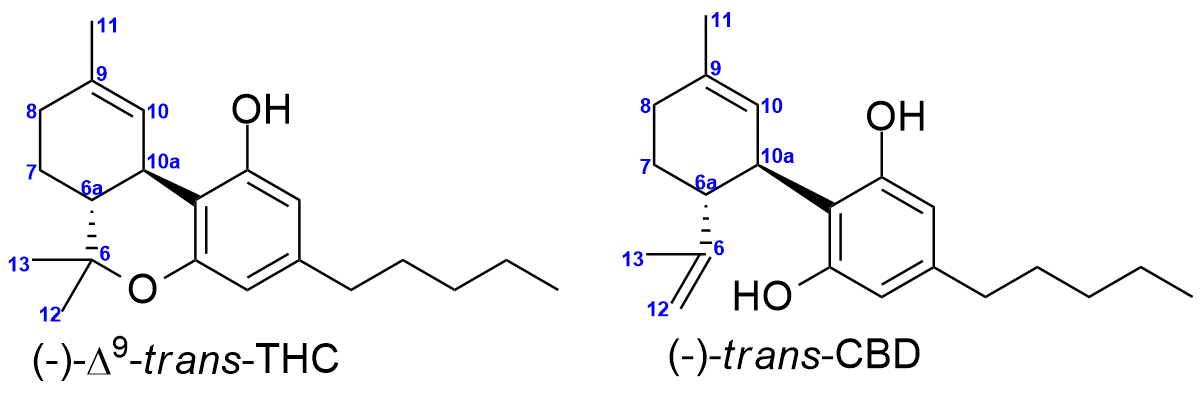 11
9
8
10
OH
7
10a
6a
6
13
O
12
(-)-Δ⁹-trans-THC
11
9
8
10
OH
7
10a
6a
6
13
12
HO
(-)-trans-CBD